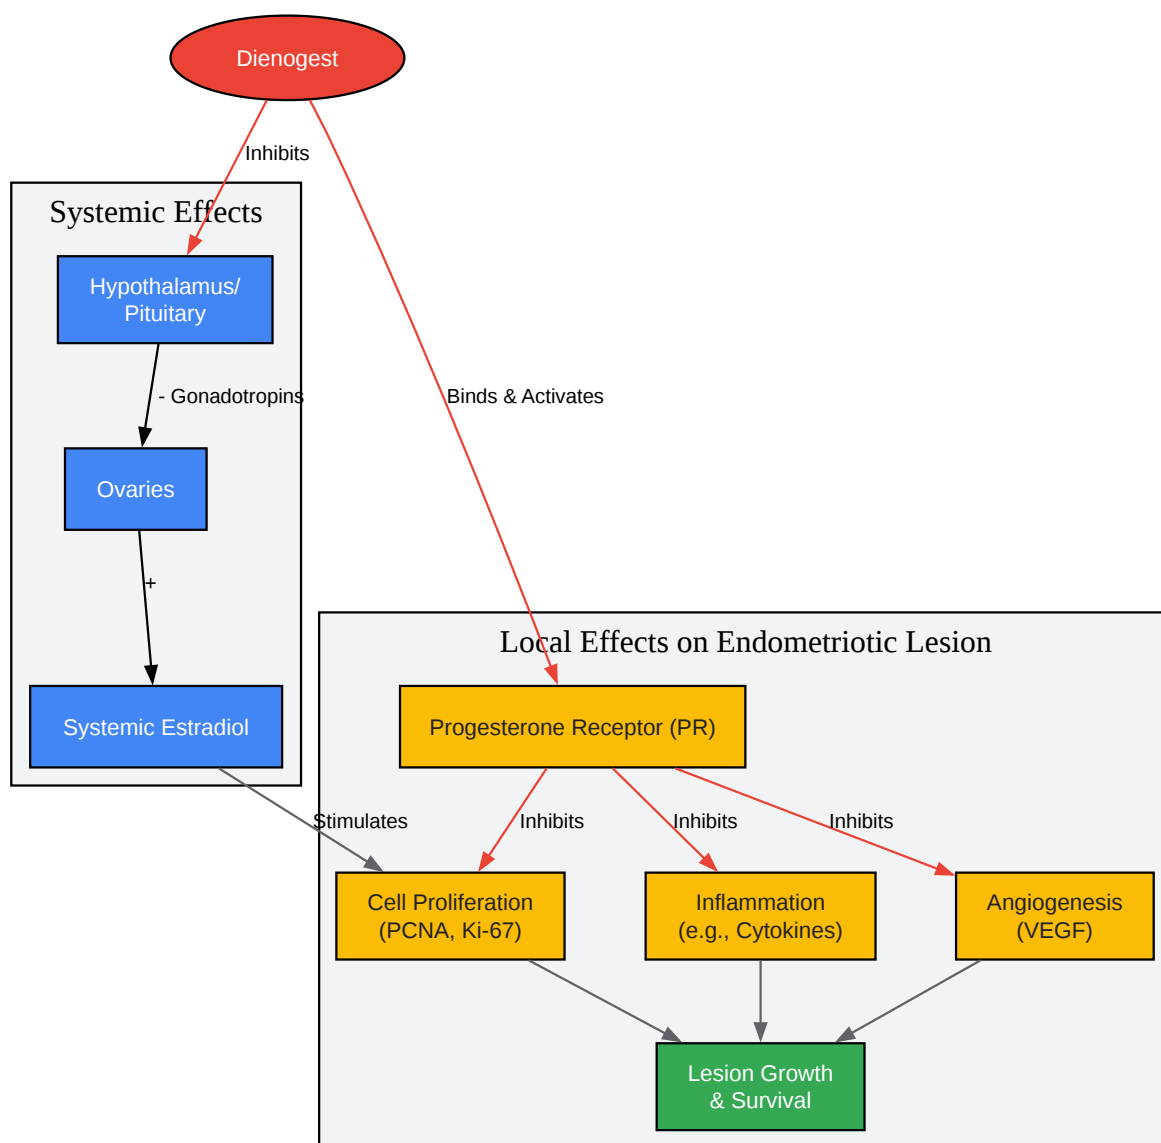 Dienogest
Inhibits
Systemic Effects
Hypothalamus/
Pituitary
- Gonadotropins
Binds & Activates
Ovaries
+
Local Effects on Endometriotic Lesion
Systemic Estradiol
Progesterone Receptor (PR)
Stimulates
Inhibits
Inhibits
Inhibits
Cell Proliferation
(PCNA, Ki-67)
Inflammation
(e.g., Cytokines)
Angiogenesis
(VEGF)
Lesion Growth
& Survival